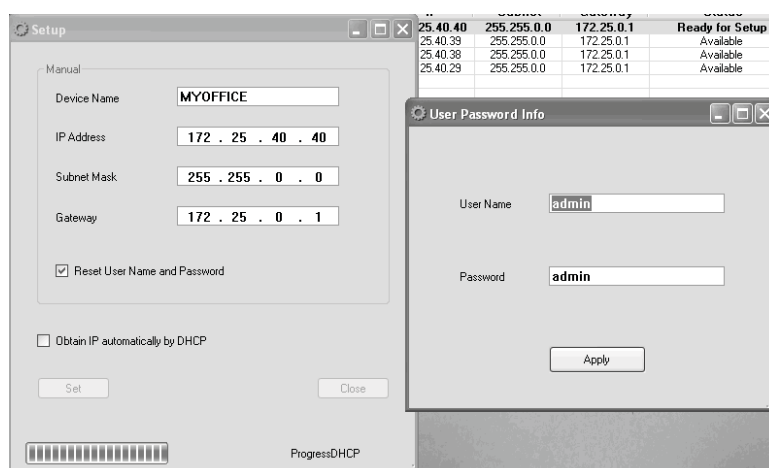 Setup
Manual
Device Name MYOFFICE
IP Address 172 . 25 . 40 . 40
Subnet Mask 255 . 255 . 0 . 0
Gateway 172 . 25 . 0 . 1
Reset User Name and Password
Obtain IP automatically by DHCP
Set Close
ProgressDHCP
25.40.40 255.255.0.0 172.25.0.1 Ready for Setup
25.40.39 255.255.0.0 172.25.0.1 Available
25.40.38 255.255.0.0 172.25.0.1 Available
25.40.29 255.255.0.0 172.25.0.1 Available
User Password Info
User Name admin
Password admin
Apply